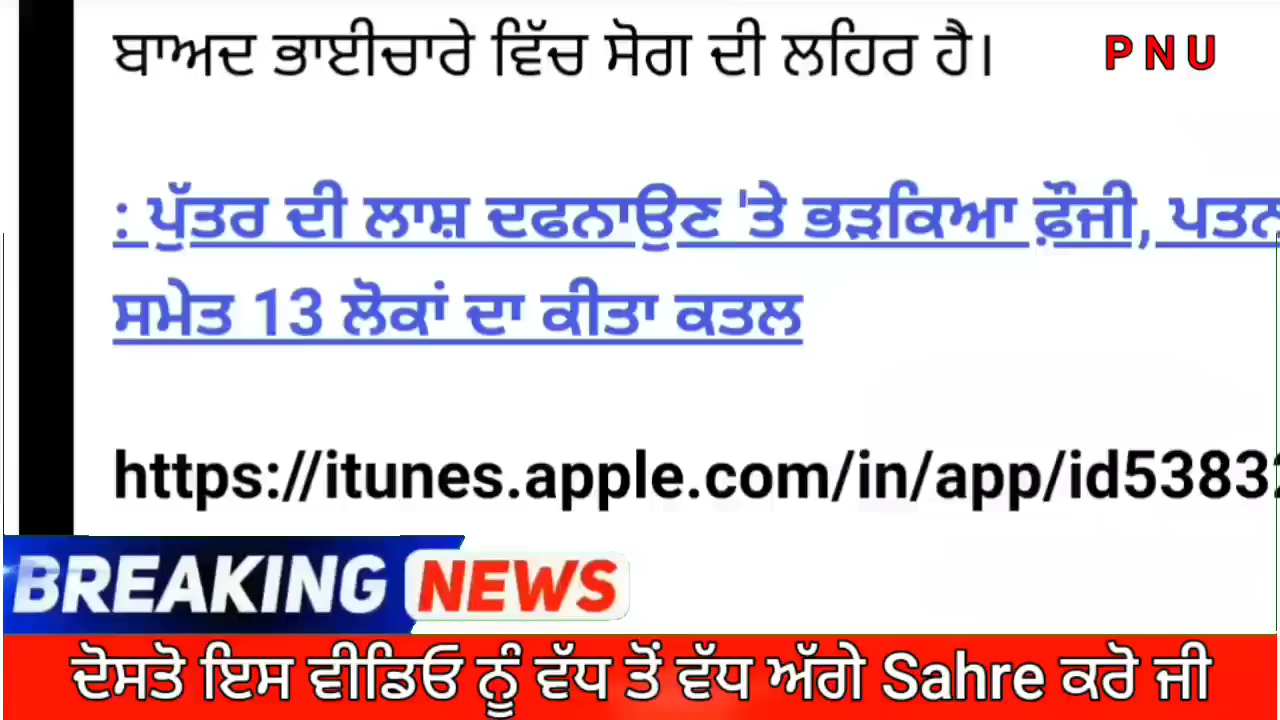 ਬਾਅਦ ਭਾਈਚਾਰੇ ਵਿੱਚ ਸੋਗ ਦੀ ਲਹਿਰ ਹੈ।
PNU
: ਪੁੱਤਰ ਦੀ ਲਾਸ਼ ਦਫਨਾਉਣ 'ਤੇ ਭੜਕਿਆ ਫ਼ੌਜੀ, ਪਤਨ
ਸਮੇਤ 13 ਲੋਕਾਂ ਦਾ ਕੀਤਾ ਕਤਲ
https://itunes.apple.com/in/app/id5383
BREAKING NEWS
ਦੋਸਤੋ ਇਸ ਵੀਡਿਓ ਨੂੰ ਵੱਧ ਤੋਂ ਵੱਧ ਅੱਗੇ Sahre ਕਰੋ ਜੀ